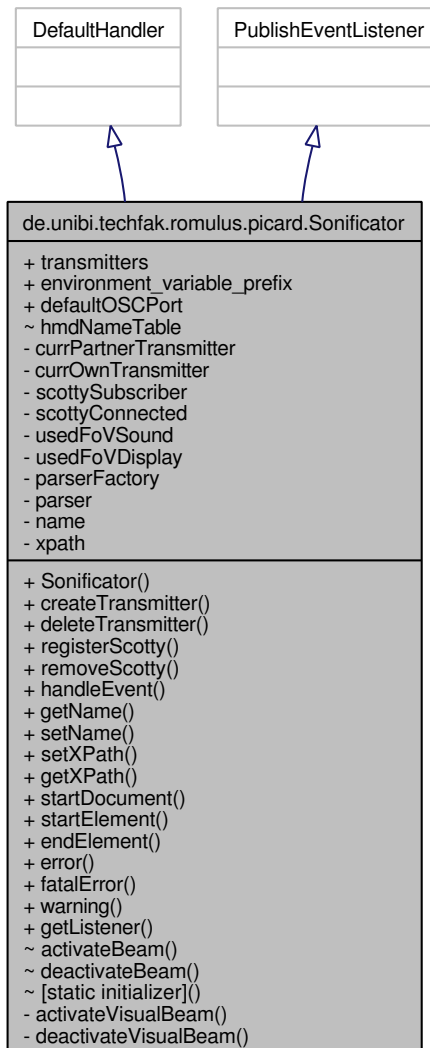 DefaultHandler
PublishEventListener
de.unibi.techfak.romulus.picard.Sonificator
+ transmitters
+ environment_variable_prefix
+ defaultOSCPort
~ hmdNameTable
- currPartnerTransmitter
- currOwnTransmitter
- scottySubscriber
- scottyConnected
- usedFoVSound
- usedFoVDisplay
- parserFactory
- parser
- name
- xpath
+ Sonificator()
+ createTransmitter()
+ deleteTransmitter()
+ registerScotty()
+ removeScotty()
+ handleEvent()
+ getName()
+ setName()
+ setXPath()
+ getXPath()
+ startDocument()
+ startElement()
+ endElement()
+ error()
+ fatalError()
+ warning()
+ getListener()
~ activateBeam()
~ deactivateBeam()
~ [static initializer]()
- activateVisualBeam()
- deactivateVisualBeam()